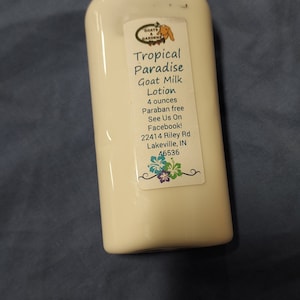 Tropical
Paradise
Goat Milk
Lotion
4 ounces
Paraban free
See Us On
Facebook!
22414 Riley Rd
Lakeville, IN
46536